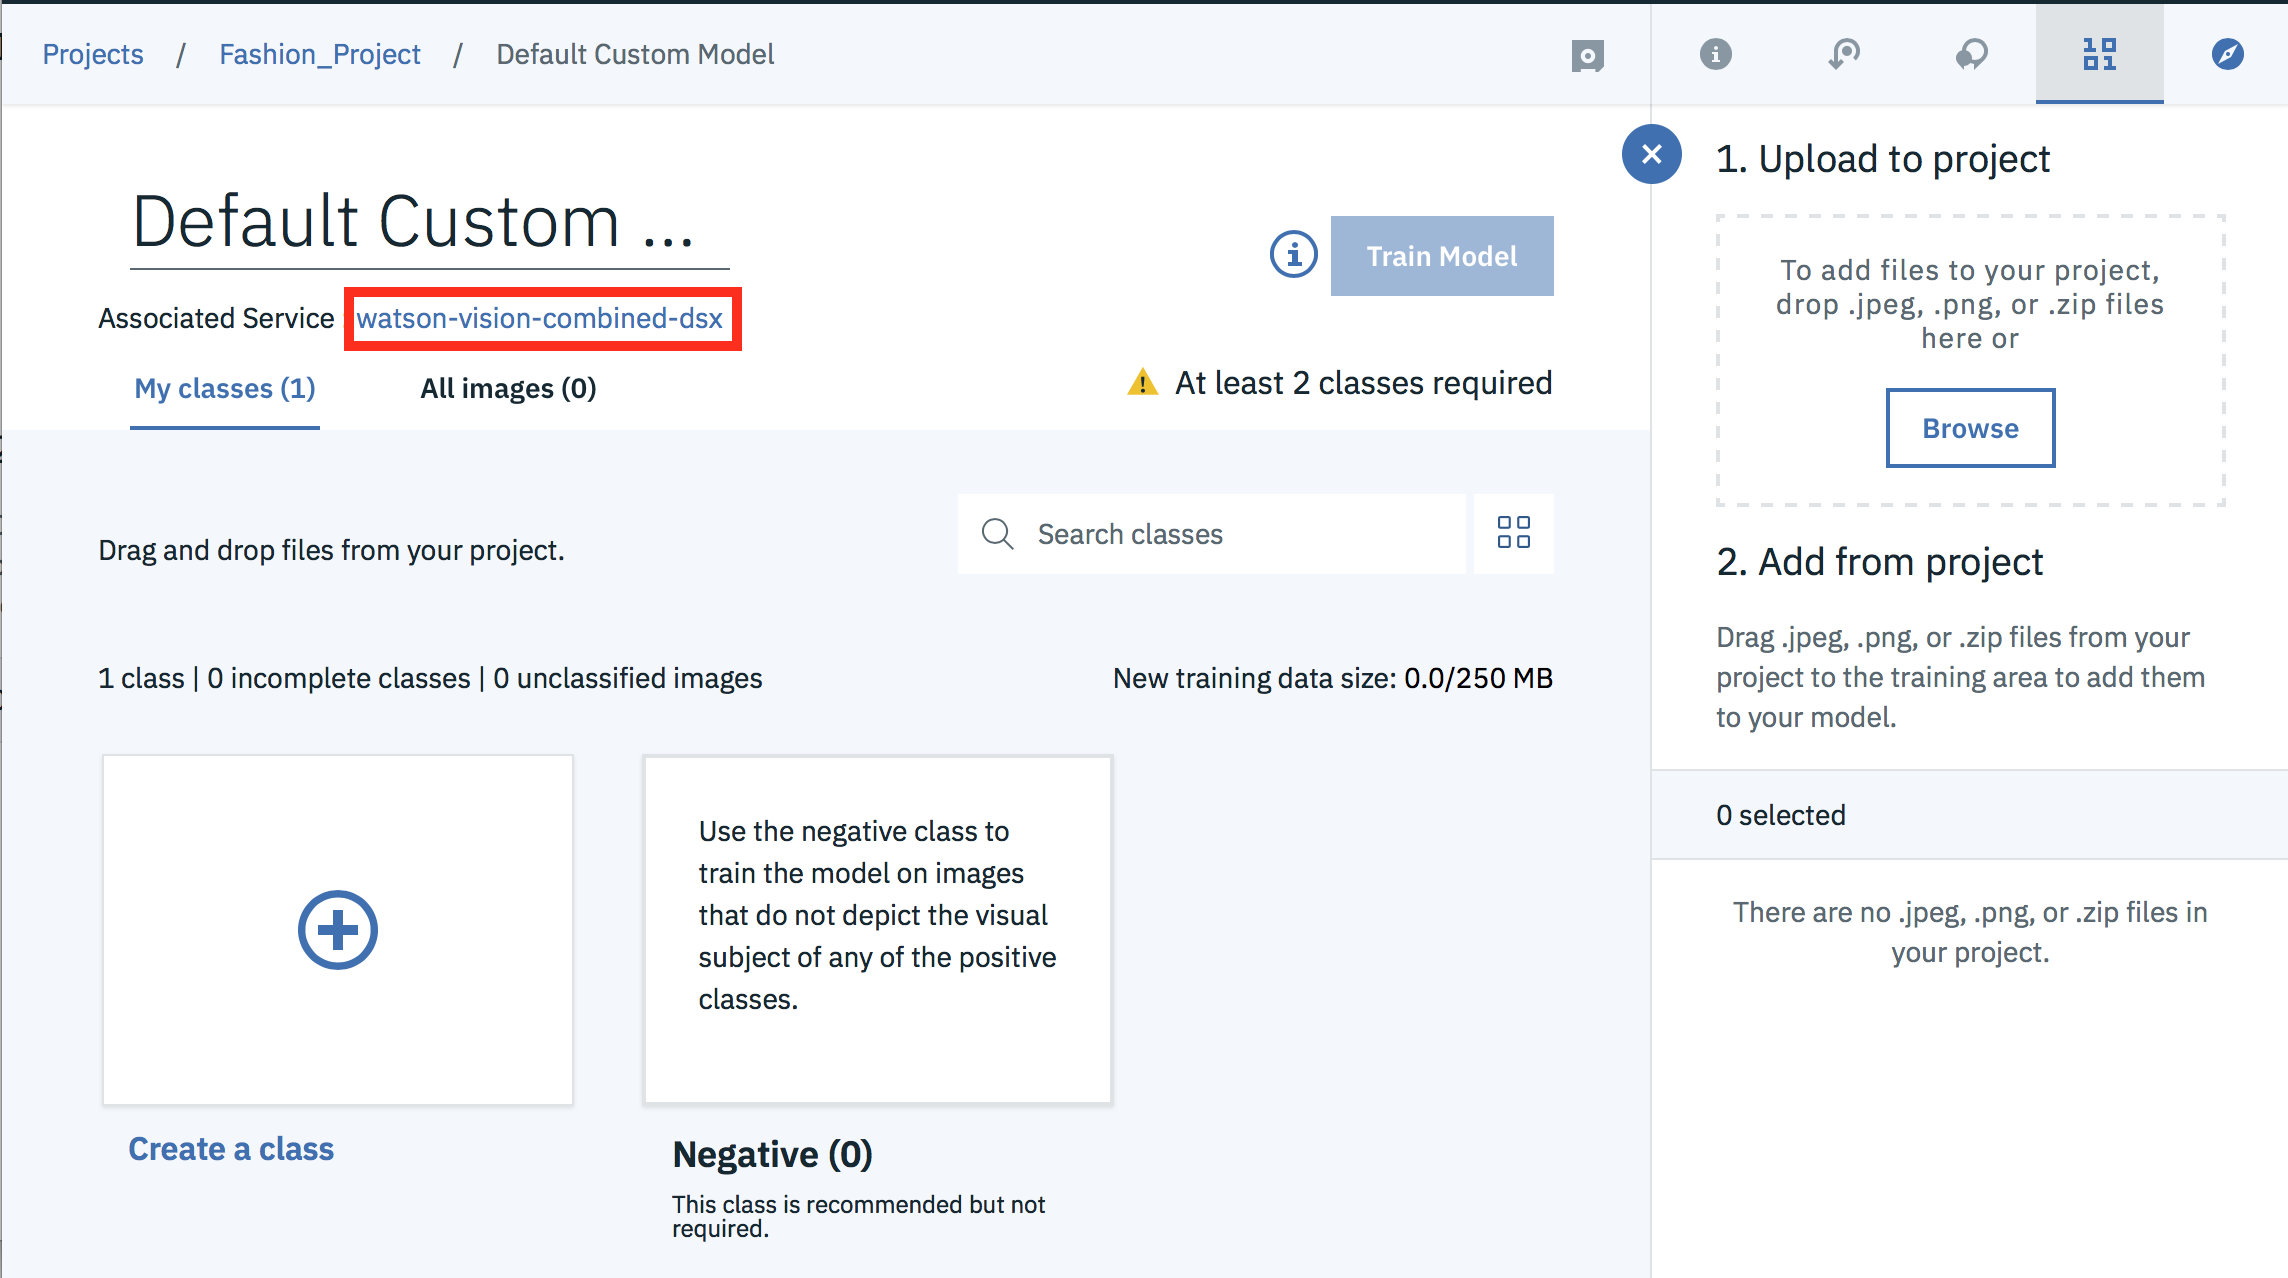 Projects / Fashion_Project / Default Custom Model
Default Custom ...
Train Model
Associated Service : watson-vision-combined-dsx
My classes (1)
All images (0)
At least 2 classes required
Drag and drop files from your project.
Search classes
1 class | 0 incomplete classes | 0 unclassified images
New training data size: 0.0/250 MB
Create a class
Use the negative class to
train the model on images
that do not depict the visual
subject of any of the positive
classes.
Negative (0)
This class is recommended but not
required.
1. Upload to project
To add files to your project,
drop .jpeg, .png, or .zip files
here or
Browse
2. Add from project
Drag .jpeg, .png, or .zip files from your
project to the training area to add them
to your model.
0 selected
There are no .jpeg, .png, or .zip files in
your project.